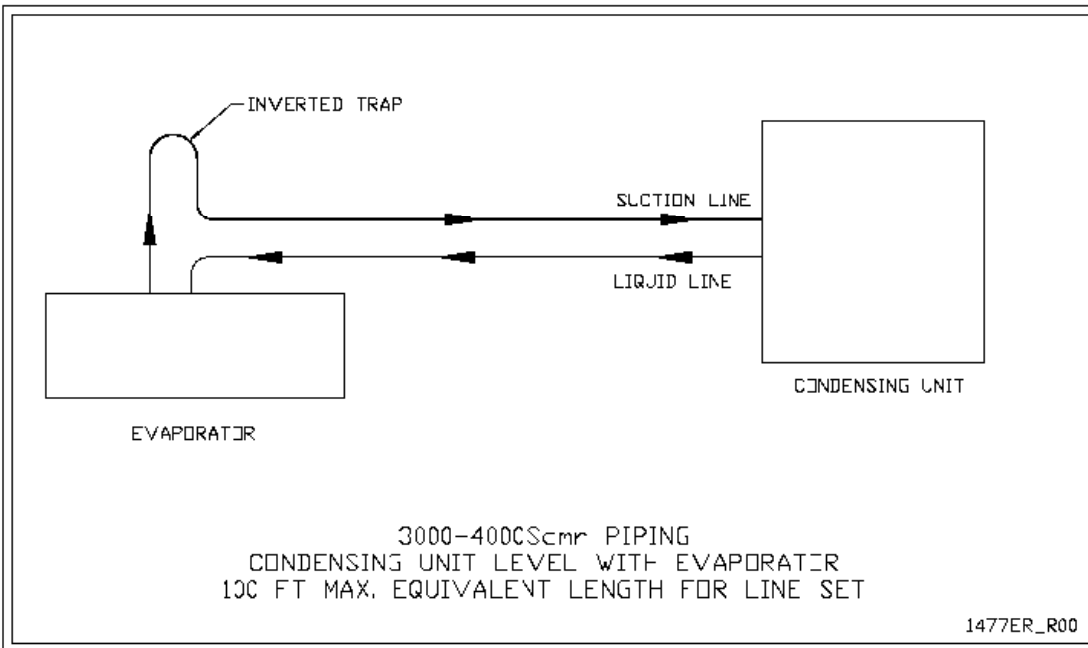 INVERTED TRAP
SUCTION LINE
LIQUID LINE
CONDENSING UNIT
EVAPORATOR
3000-4000Scmr PIPING
CONDENSING UNIT LEVEL WITH EVAPORATOR
100 FT MAX. EQUIVALENT LENGTH FOR LINE SET
1477ER_R00